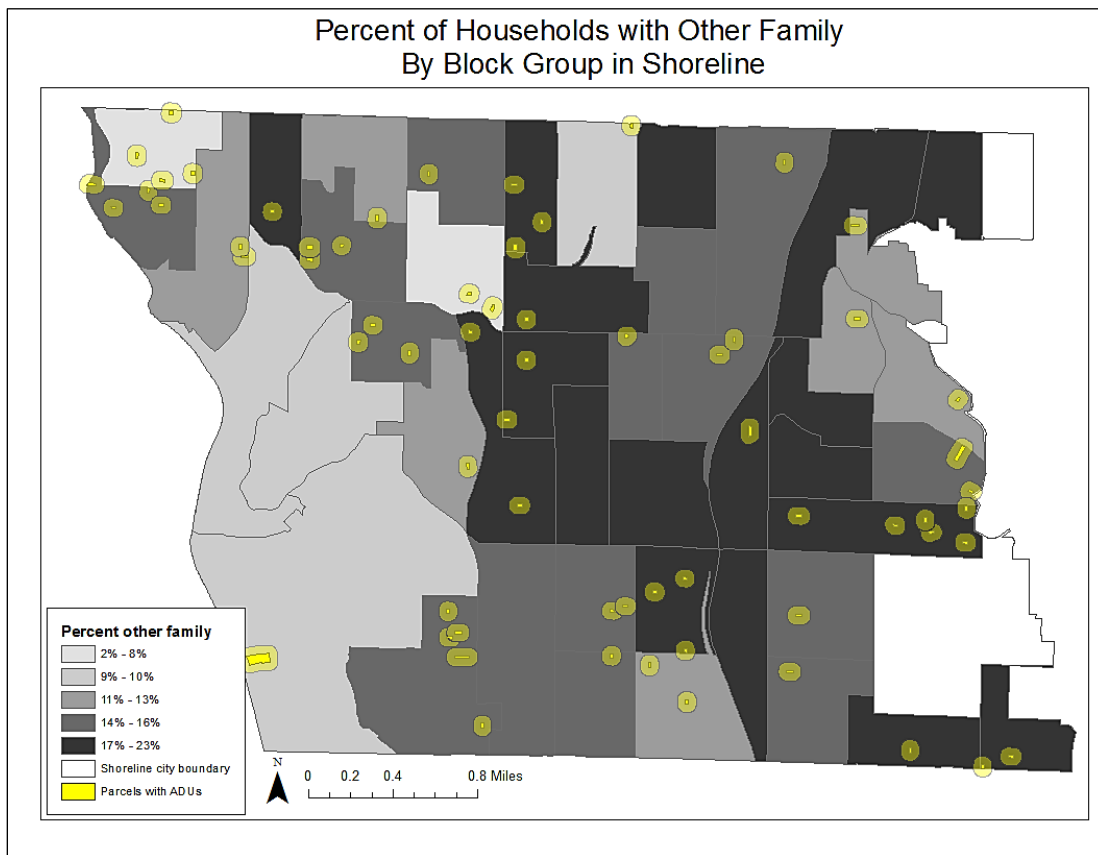 Percent of Households with Other Family
By Block Group in Shoreline
Percent other family
2% - 8%
9% - 10%
11% - 13%
14% - 16%
17% - 23%
Shoreline city boundary
Parcels with ADUs
N
0 0.2 0.4 0.8 Miles